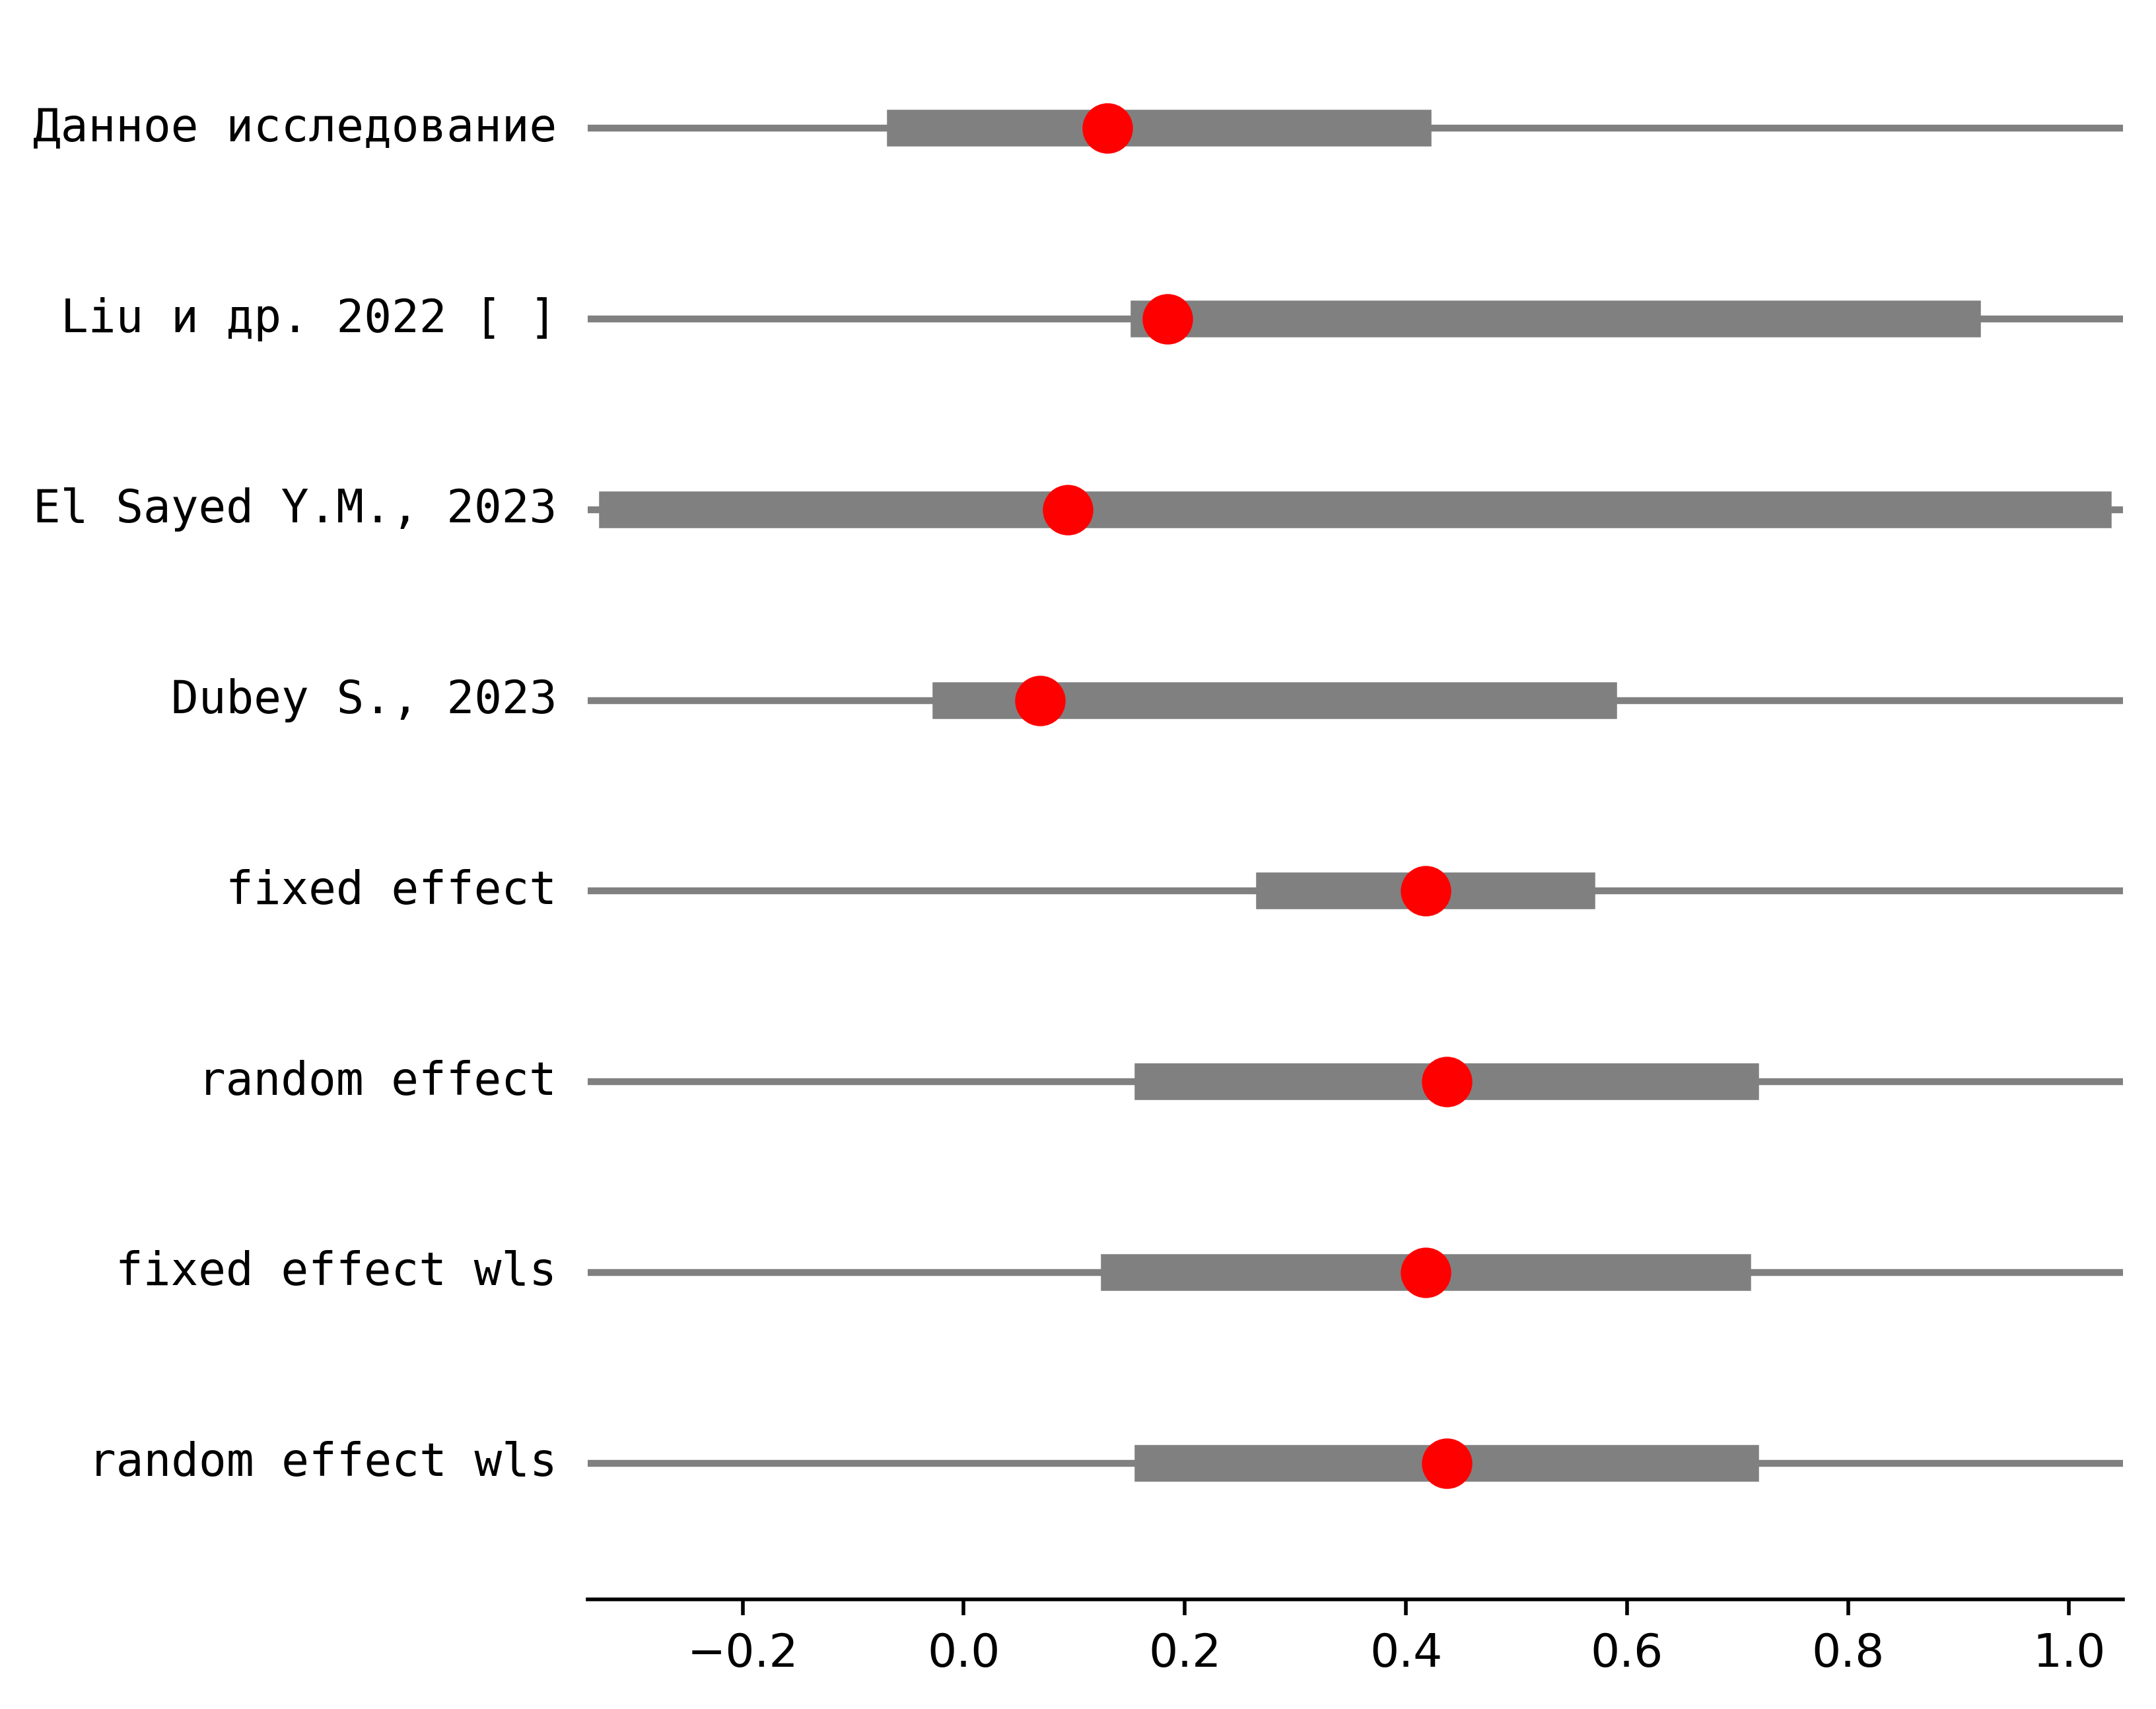 Данное исследование
Liu и др. 2022 [ ]
El Sayed Y.M., 2023
Dubey S., 2023
fixed effect
random effect
fixed effect wls
random effect wls
−0.2 0.0 0.2 0.4 0.6 0.8 1.0